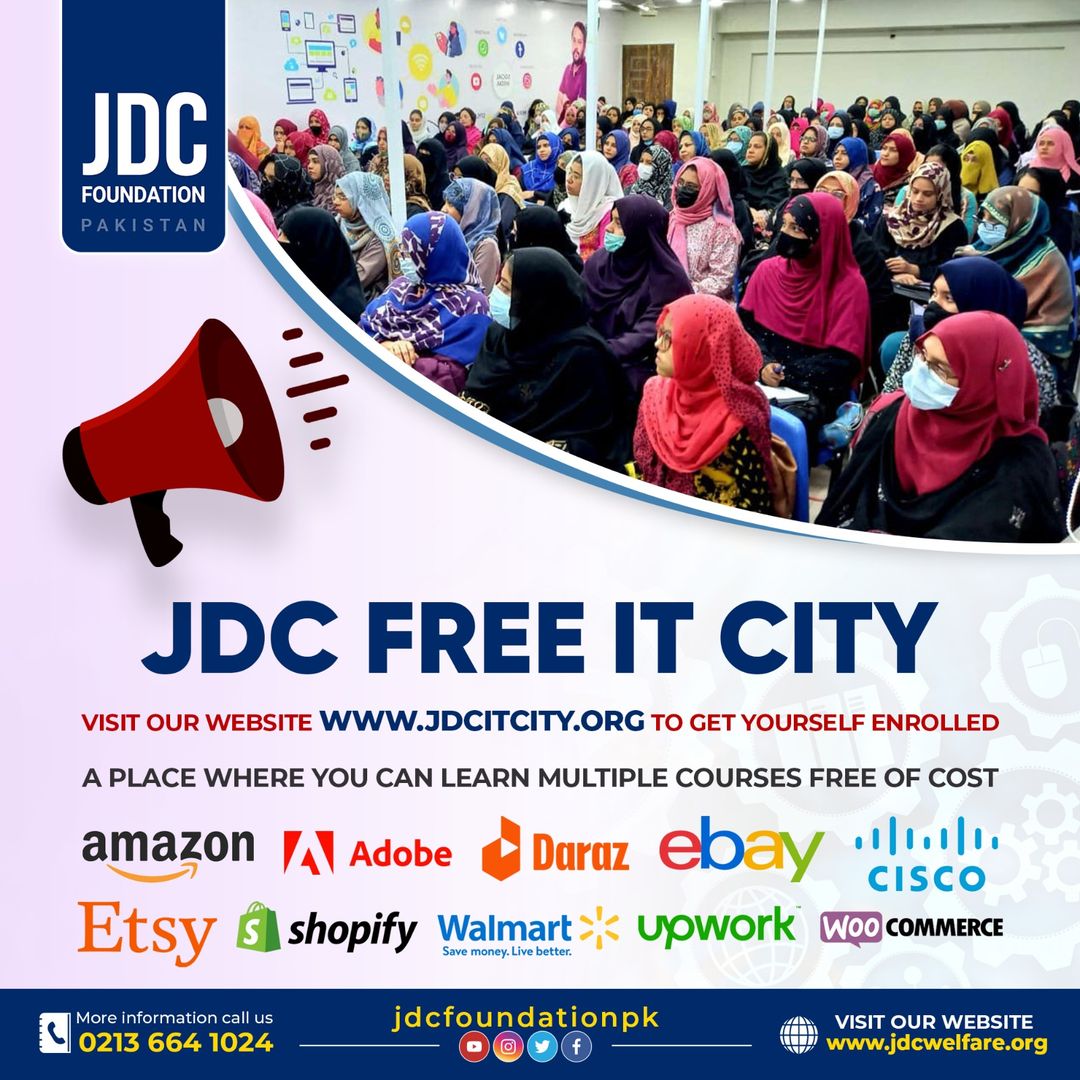 JDC
FOUNDATION
PAKISTAN
JDC FREE IT CITY
VISIT OUR WEBSITE WWW.JDCITCITY.ORG TO GET YOURSELF ENROLLED
A PLACE WHERE YOU CAN LEARN MULTIPLE COURSES FREE OF COST
amazon Adobe Daraz ebay CISCO
Etsy shopify Walmart upwork WOO COMMERCE
Save money. Live better.
More information call us
0213 664 1024
jdcfoundationpk
VISIT OUR WEBSITE
www.jdcwelfare.org